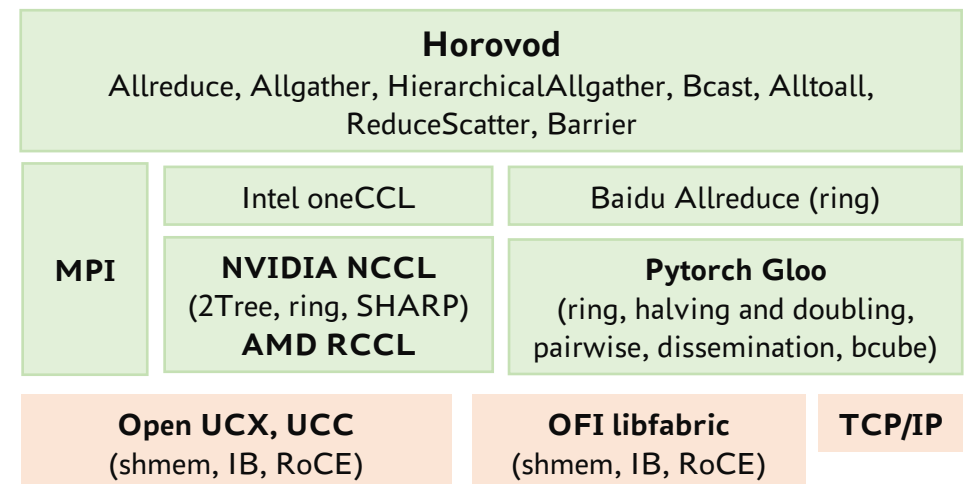 Horovod
Allreduce, Allgather, HierarchicalAllgather, Bcast, Alltoall,
ReduceScatter, Barrier
MPI
Intel oneCCL
Baidu Allreduce (ring)
NVIDIA NCCL
(2Tree, ring, SHARP)
AMD RCCL
Pytorch Gloo
(ring, halving and doubling,
pairwise, dissemination, bcube)
Open UCX, UCC
(shmem, IB, RoCE)
OFI libfabric
(shmem, IB, RoCE)
TCP/IP